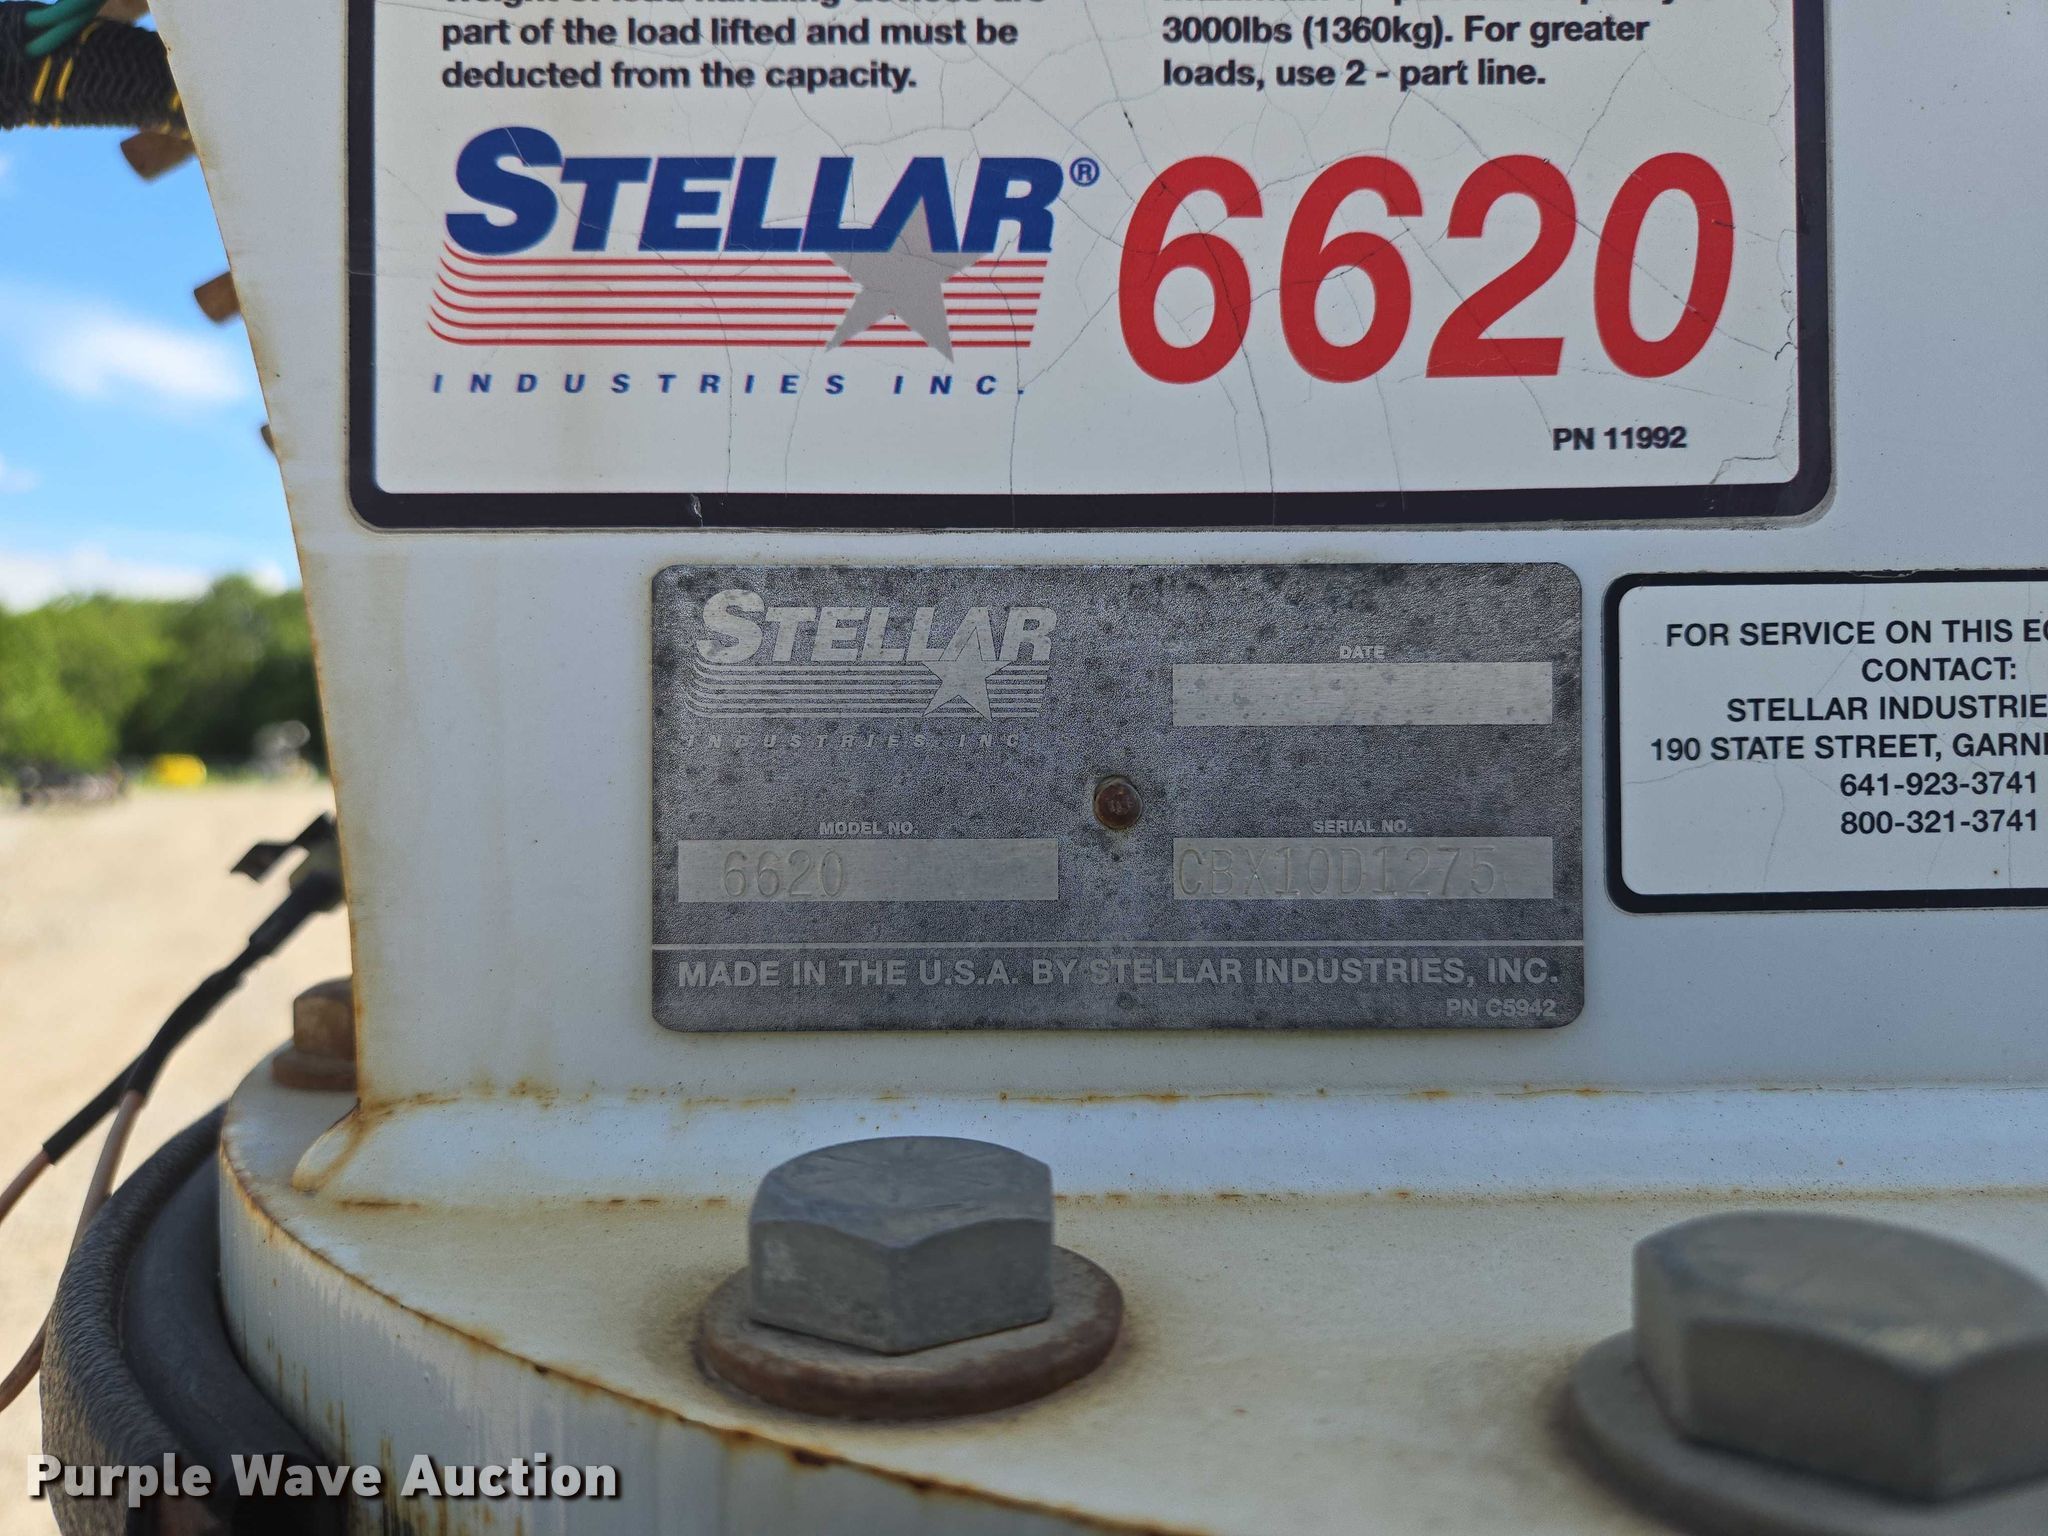 part of the load lifted and must be
deducted from the capacity.
3000lbs (1360kg). For greater
loads, use 2 - part line.
STELLAR®
INDUSTRIES INC.
6620
PN 11992
STELLAR
INDUSTRIES INC
DATE
MODEL NO.
6620
SERIAL NO.
CBX10D1275
MADE IN THE U.S.A. BY STELLAR INDUSTRIES, INC.
PN C5942
FOR SERVICE ON THIS
CONTACT:
STELLAR
190 STATE STREET,
641-923-3741
800-321-3741
Purple Wave Auction